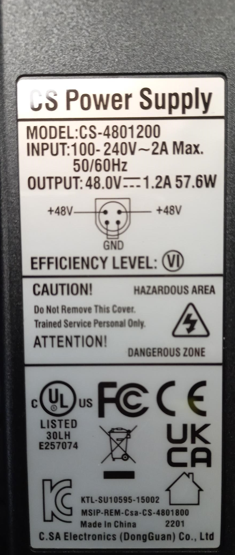 CS Power Supply
MODEL:CS-4801200
INPUT:100-240V~2A Max.
50/60Hz
OUTPUT:48.0V⎓1.2A 57.6W
+48V +48V
GND
EFFICIENCY LEVEL: VI
CAUTION! HAZARDOUS AREA
Do Not Remove This Cover.
Trained Service Personal Only.
ATTENTION!
DANGEROUS ZONE
c UL us
LISTED
30LH
E257074
FC CE
UK
CA
KC
KTL-SU10595-15002
MSIP-REM-Csa-CS-4801800
Made In China 2201
C.SA Electronics (DongGuan) Co., LTD.